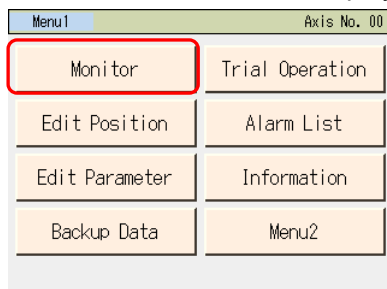 Menu1 Axis No. 00
Monitor Trial Operation
Edit Position Alarm List
Edit Parameter Information
Backup Data Menu2